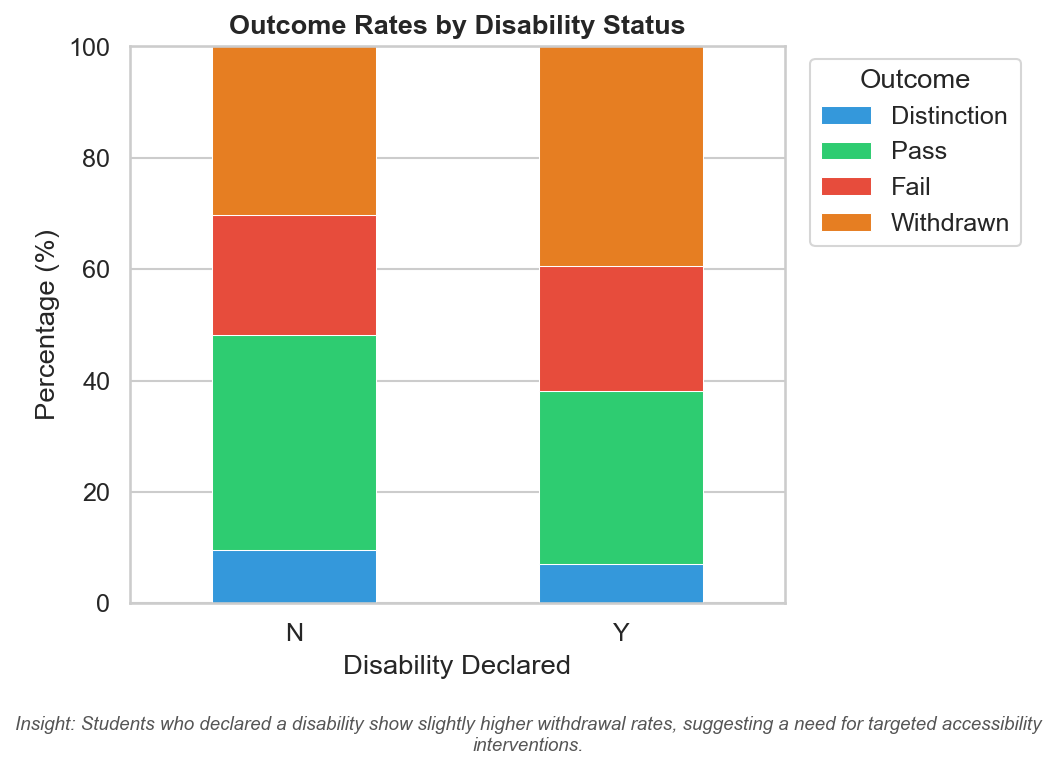 Outcome Rates by Disability Status
100
80
60
40
20
0
Percentage (%)
N
Y
Disability Declared
Outcome
Distinction
Pass
Fail
Withdrawn
Insight: Students who declared a disability show slightly higher withdrawal rates, suggesting a need for targeted accessibility
interventions.